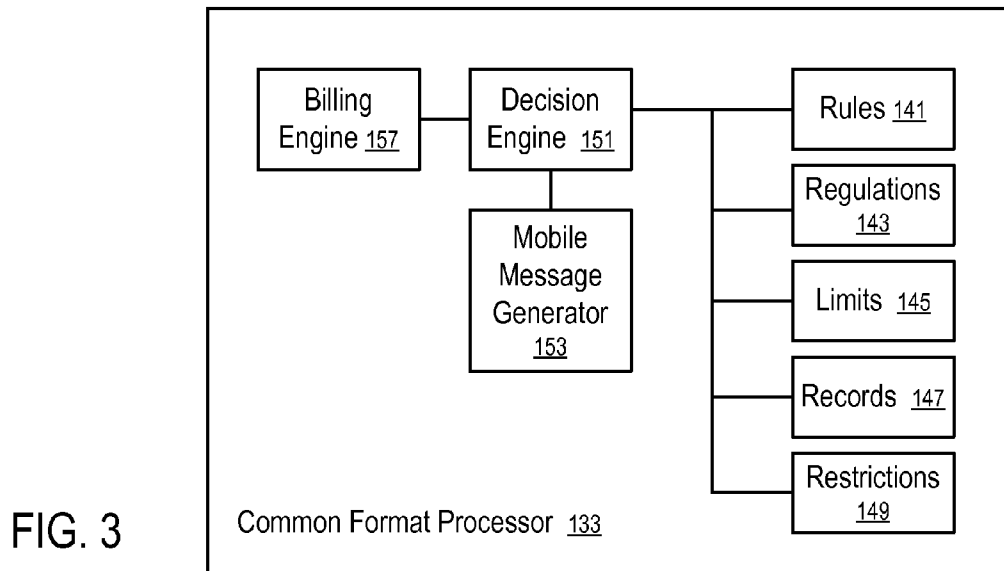 Billing
Engine 157
Decision
Engine 151
Mobile
Message
Generator
153
Rules 141
Regulations
143
Limits 145
Records 147
Restrictions
149
Common Format Processor 133
FIG. 3